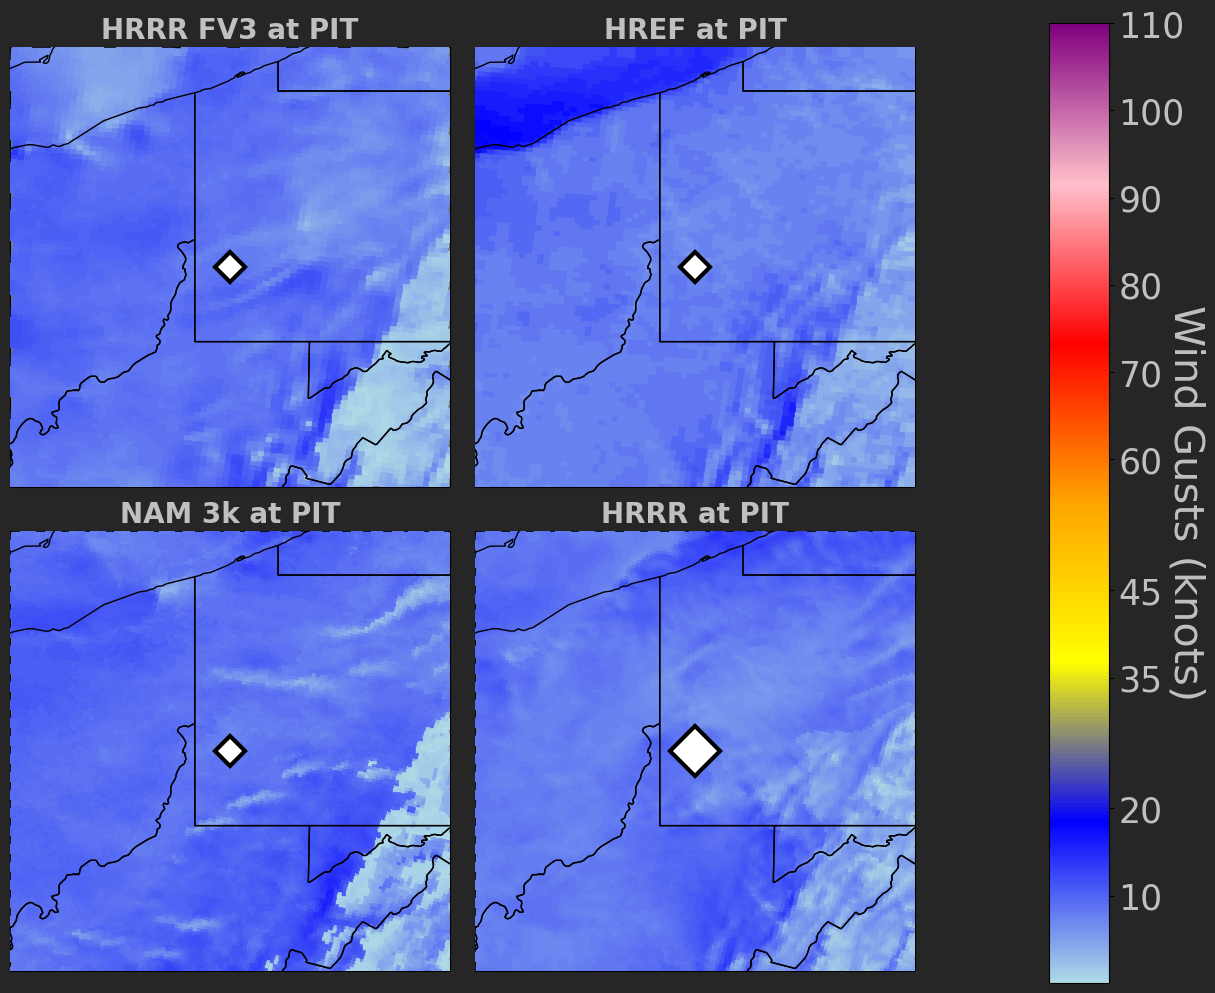 HRRR FV3 at PIT
HREF at PIT
NAM 3k at PIT
HRRR at PIT
110
100
90
80
70
60
45
35
20
10
Wind Gusts (knots)